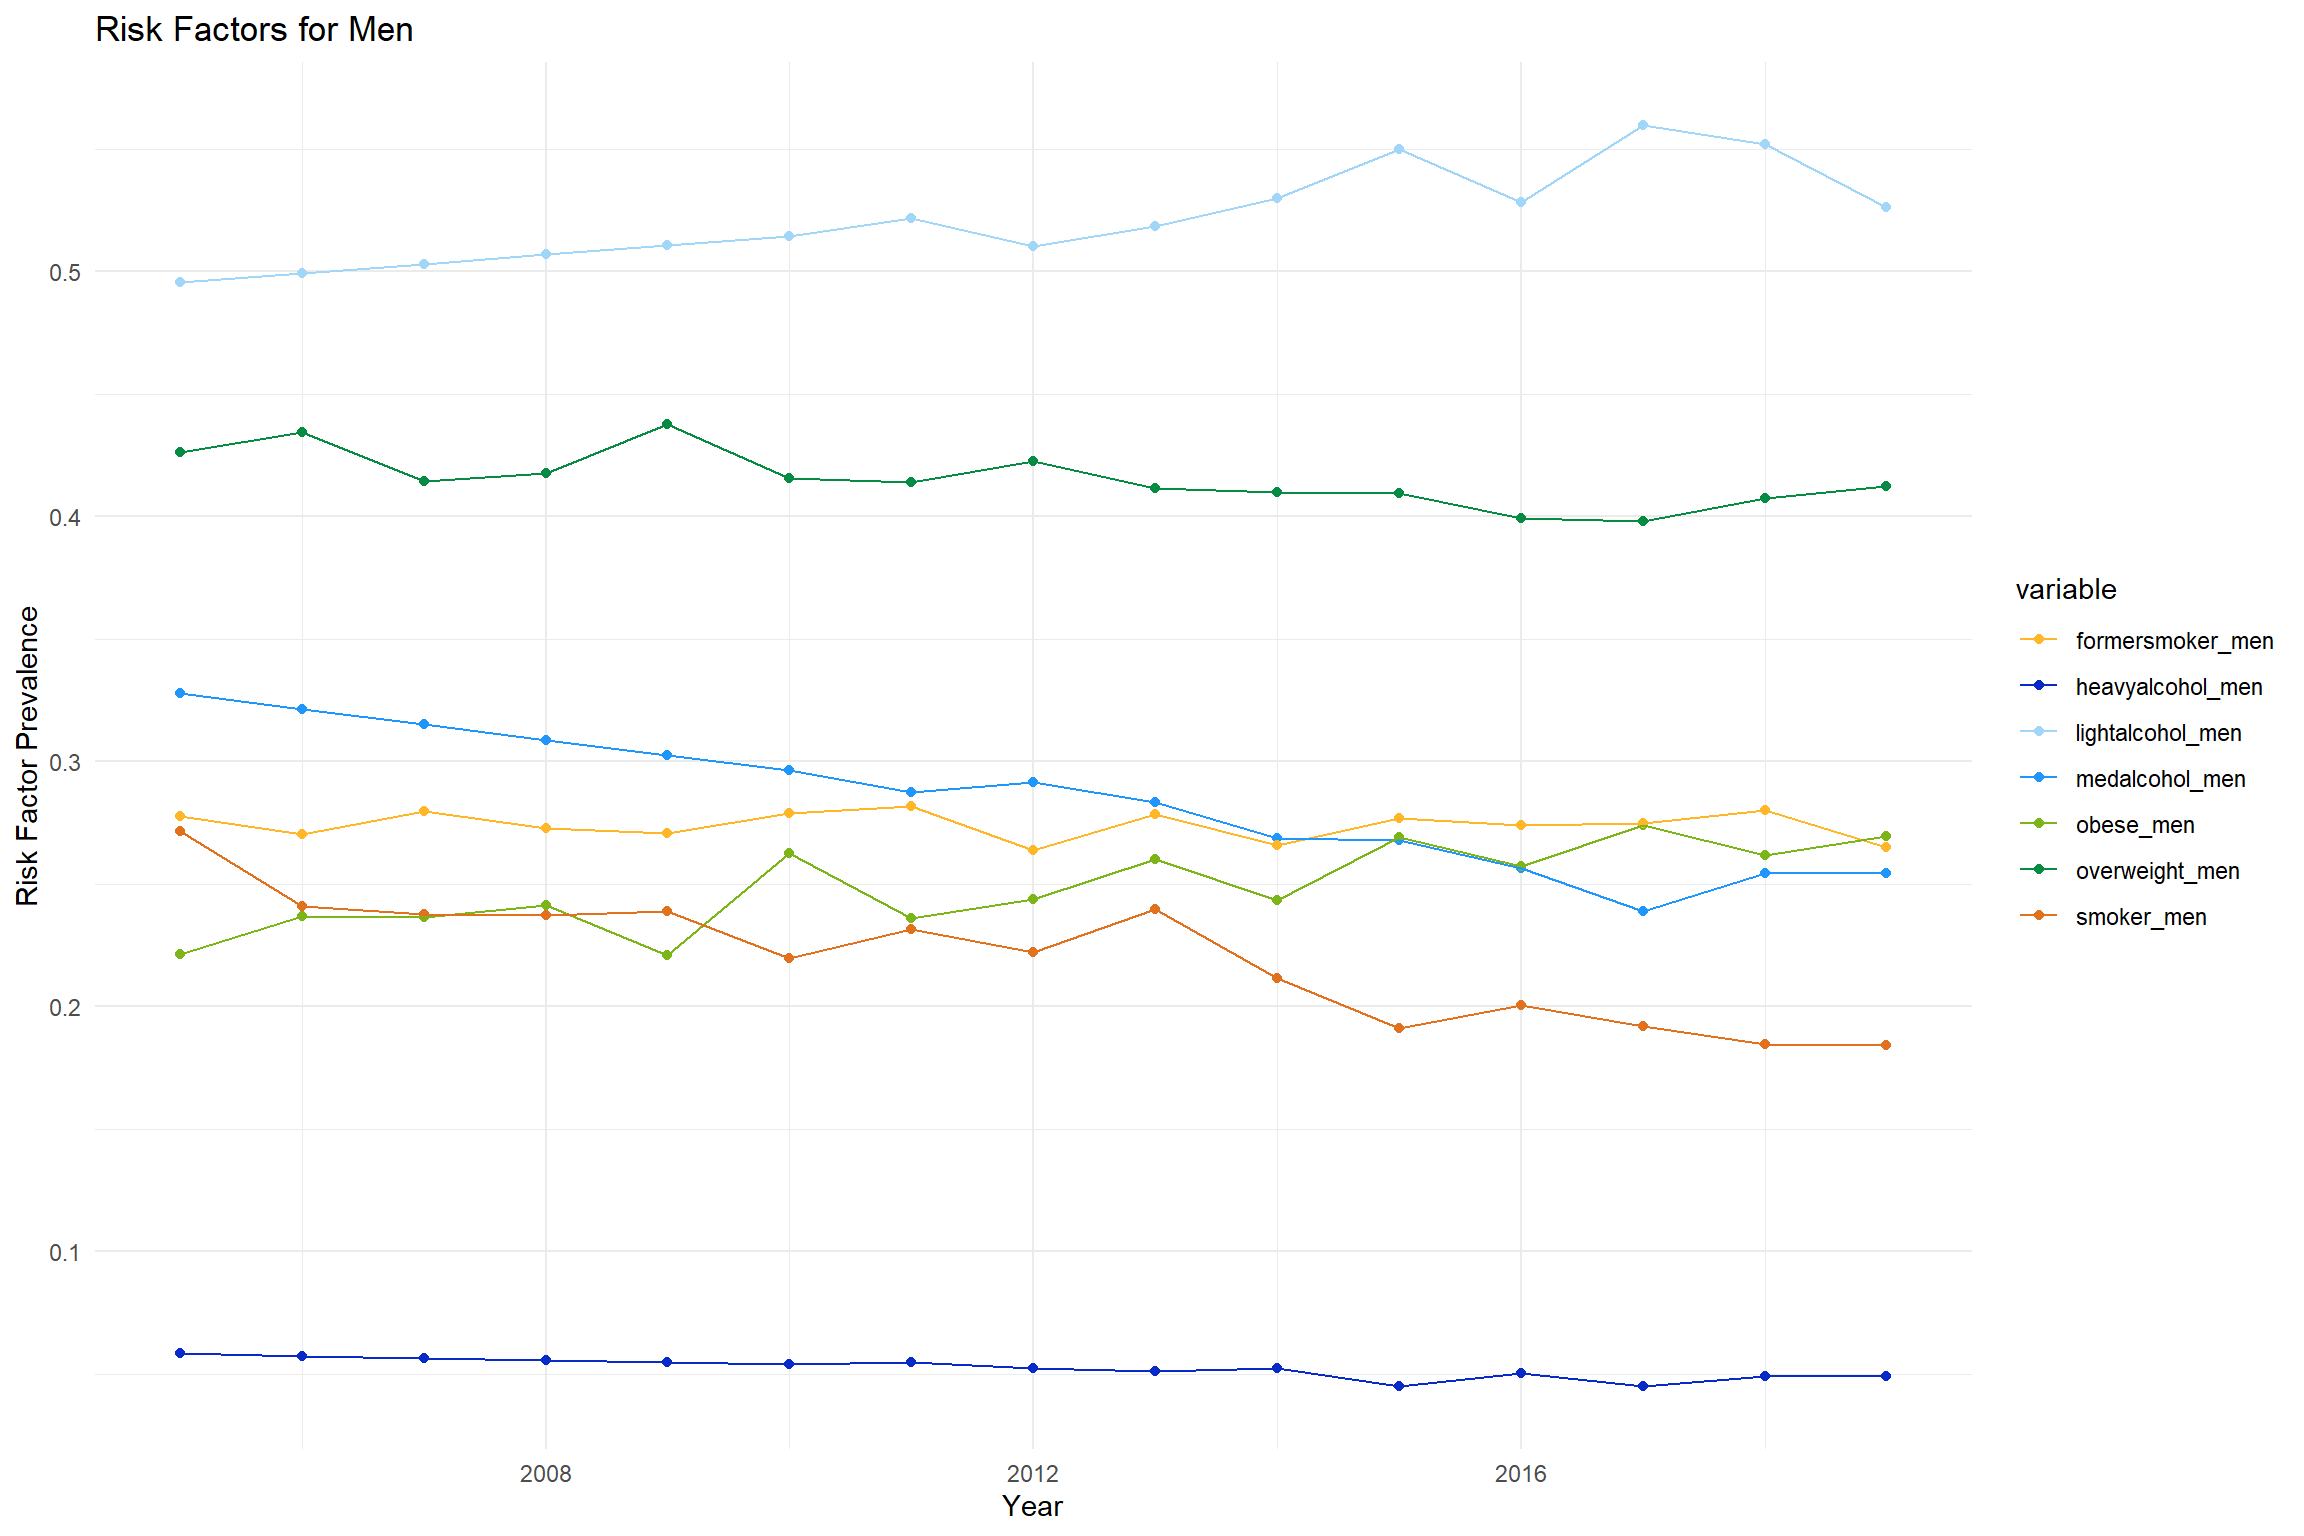 Risk Factors for Men
Risk Factor Prevalence
0.5
0.4
0.3
0.2
0.1
2008
2012
2016
Year
variable
formersmoker_men
heavyalcohol_men
lightalcohol_men
medalcohol_men
obese_men
overweight_men
smoker_men